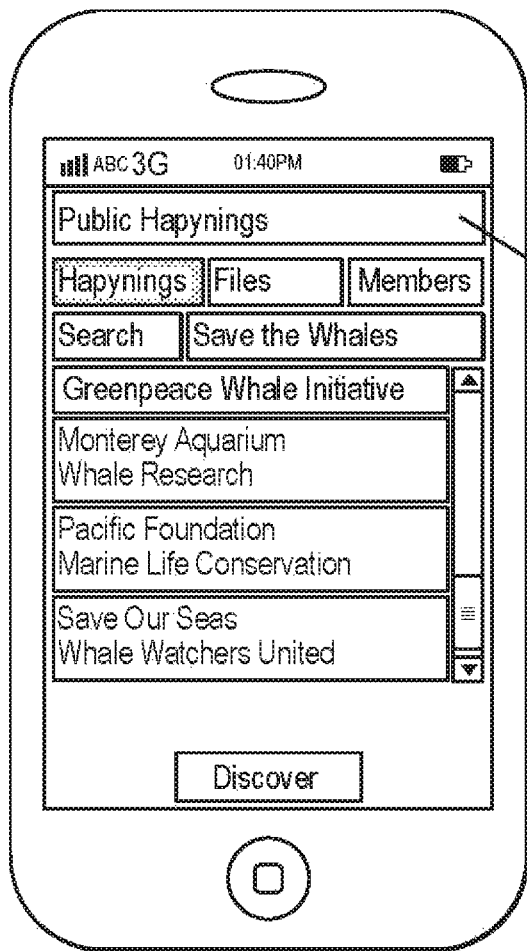 ABC 3G 01:40PM
Public Hapynings
Hapynings Files Members
Search Save the Whales
Greenpeace Whale Initiative
Monterey Aquarium
Whale Research
Pacific Foundation
Marine Life Conservation
Save Our Seas
Whale Watchers United
Discover